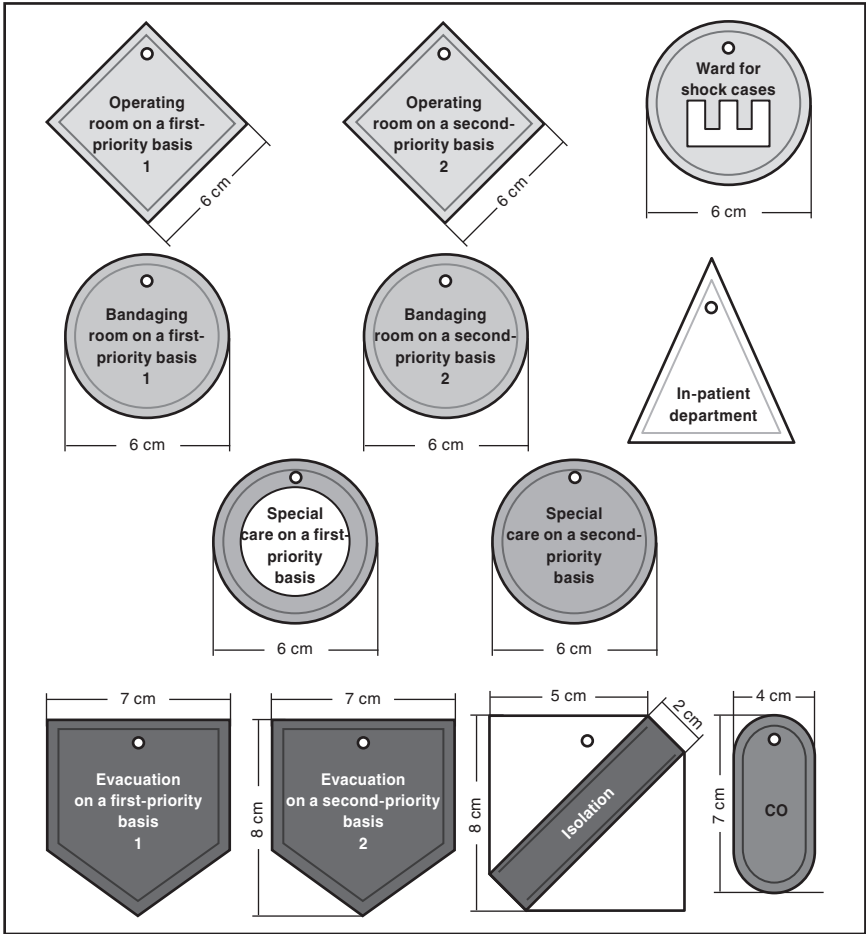 Operating
room on a first-
priority basis
1
6 cm
Operating
room on a second-
priority basis
2
6 cm
Ward for
shock cases
6 cm
Bandaging
room on a first-
priority basis
1
6 cm
Bandaging
room on a second-
priority basis
2
6 cm
In-patient
department
Special
care on a first-
priority
basis
6 cm
Special
care on a second-
priority
basis
6 cm
7 cm
Evacuation
on a first-priority
basis
1
7 cm
8 cm
Evacuation
on a second-priority
basis
2
5 cm
2 cm
8 cm
Isolation
4 cm
7 cm
CO